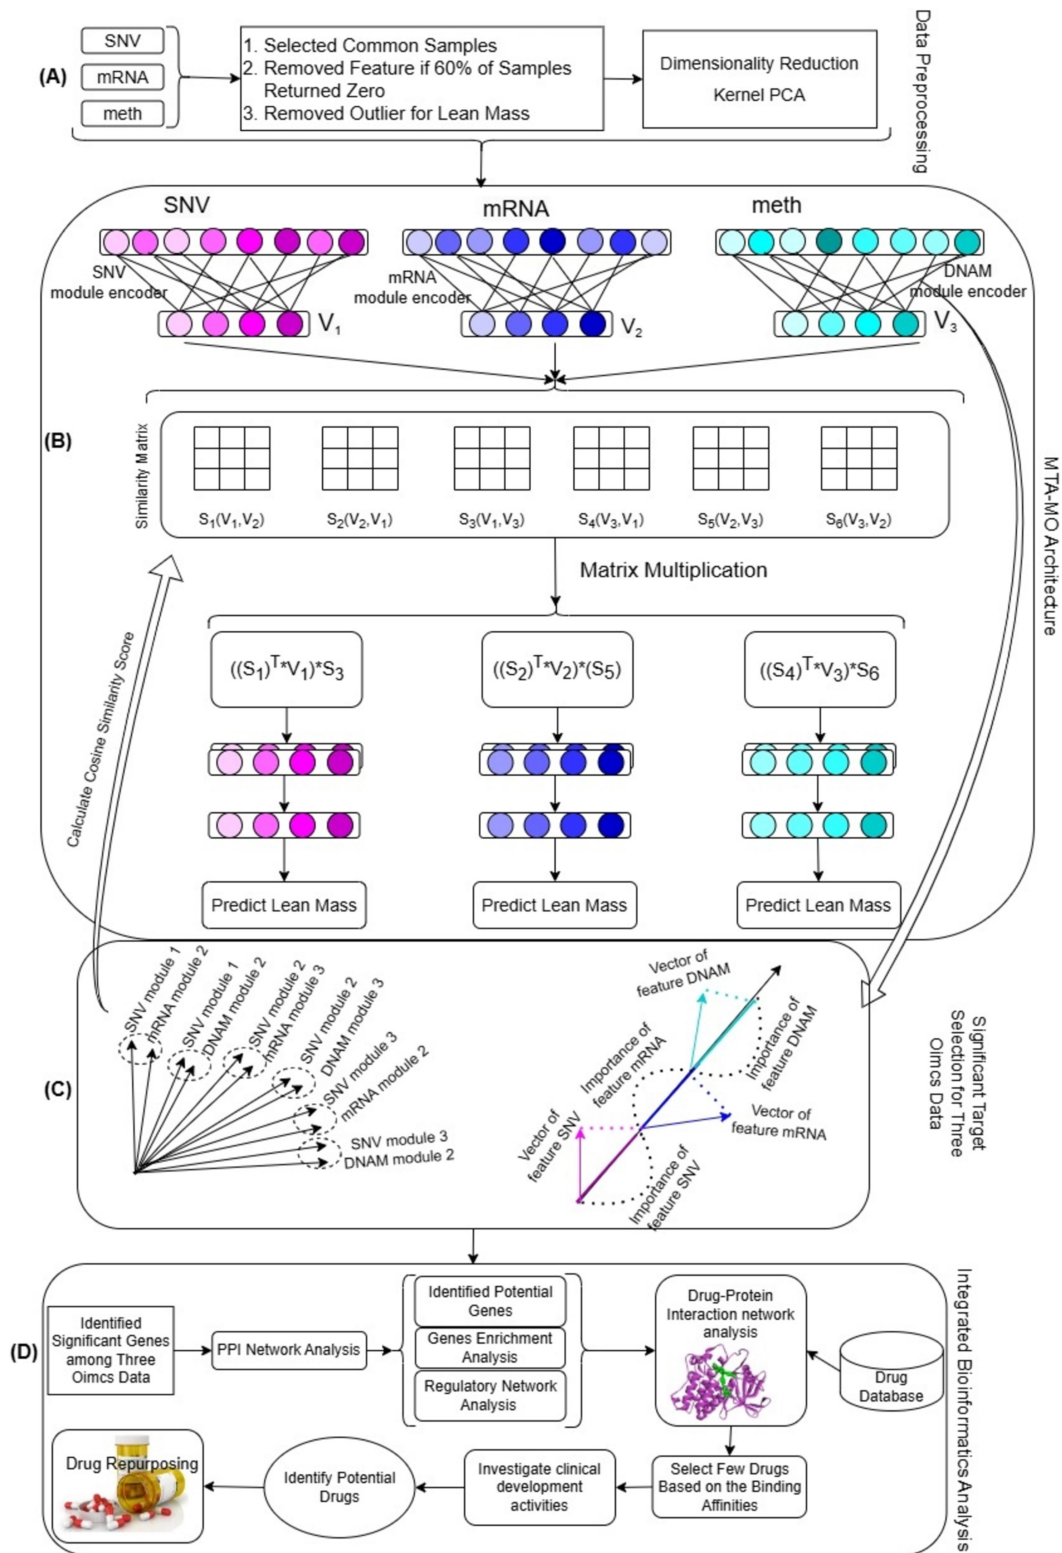 (A)
SNV
mRNA
meth
1. Selected Common Samples
2. Removed Feature if 60% of Samples
Returned Zero
3. Removed Outlier for Lean Mass
Dimensionality Reduction
Kernel PCA
Data Preprocessing
(B)
SNV
mRNA
meth
SNV
module encoder
mRNA
module encoder
DNAM
module encoder
V1
V2
V3
Similarity Matrix
S1(V1,V2)
S2(V2,V1)
S3(V1,V3)
S4(V3,V1)
S5(V2,V3)
S6(V3,V2)
Matrix Multiplication
((S1)T*V1)*S3
((S2)T*V2)*(S5)
((S4)T*V3)*S6
Predict Lean Mass
Predict Lean Mass
Predict Lean Mass
Calculate Cosine Similarity Score
MTA-MO Architecture
(C)
SNV module 1
mRNA module 2
SNV module 1
DNAM module 2
SNV module 2
mRNA module 3
SNV module 2
DNAM module 3
SNV module 3
mRNA module 2
SNV module 3
DNAM module 2
Vector of
feature DNAM
Importance of
feature mRNA
Importance of
feature DNAM
Vector of
feature SNV
Vector of
feature mRNA
Importance of
feature SNV
Significant Target
Selection for Three
Oimcs Data
(D)
Identified
Significant Genes
among Three
Oimcs Data
PPI Network Analysis
Identified Potential
Genes
Genes Enrichment
Analysis
Regulatory Network
Analysis
Drug-Protein
Interaction network
analysis
Drug
Database
Select Few Drugs
Based on the Binding
Affinities
Investigate clinical
development
activities
Identify Potential
Drugs
Drug Repurposing
Integrated Bioinformatics Analysis